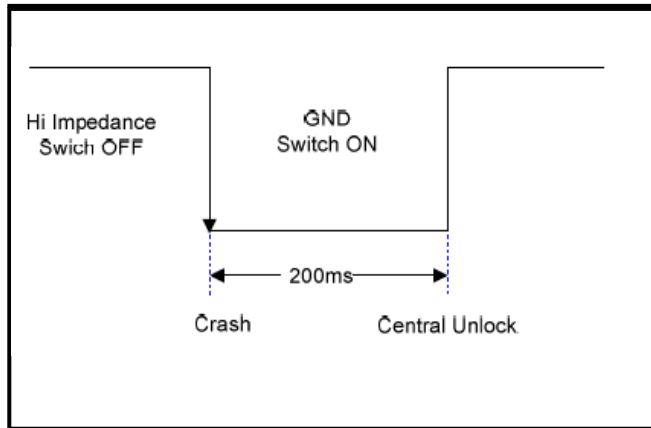 Hi Impedance
Swich OFF
GND
Switch ON
200ms
Crash
Central Unlock